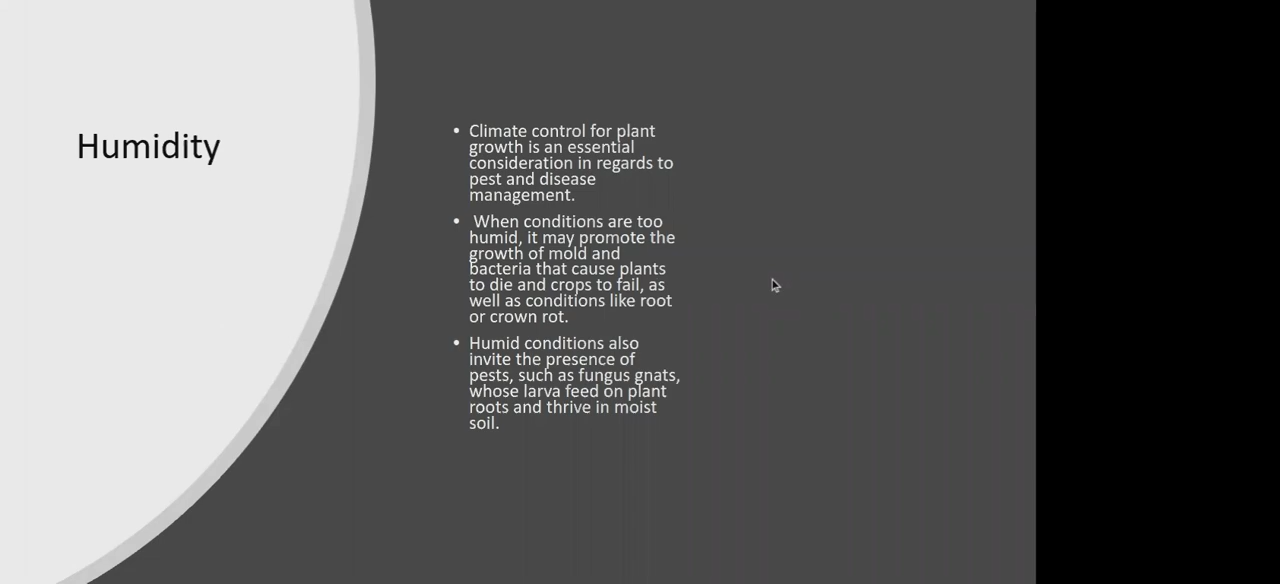 Humidity
• Climate control for plant
growth is an essential
consideration in regards to
pest and disease
management.
• When conditions are too
humid, it may promote the
growth of mold and
bacteria that cause plants
to die and crops to fail, as
well as conditions like root
or crown rot.
• Humid conditions also
invite the presence of
pests, such as fungus gnats,
whose larva feed on plant
roots and thrive in moist
soil.